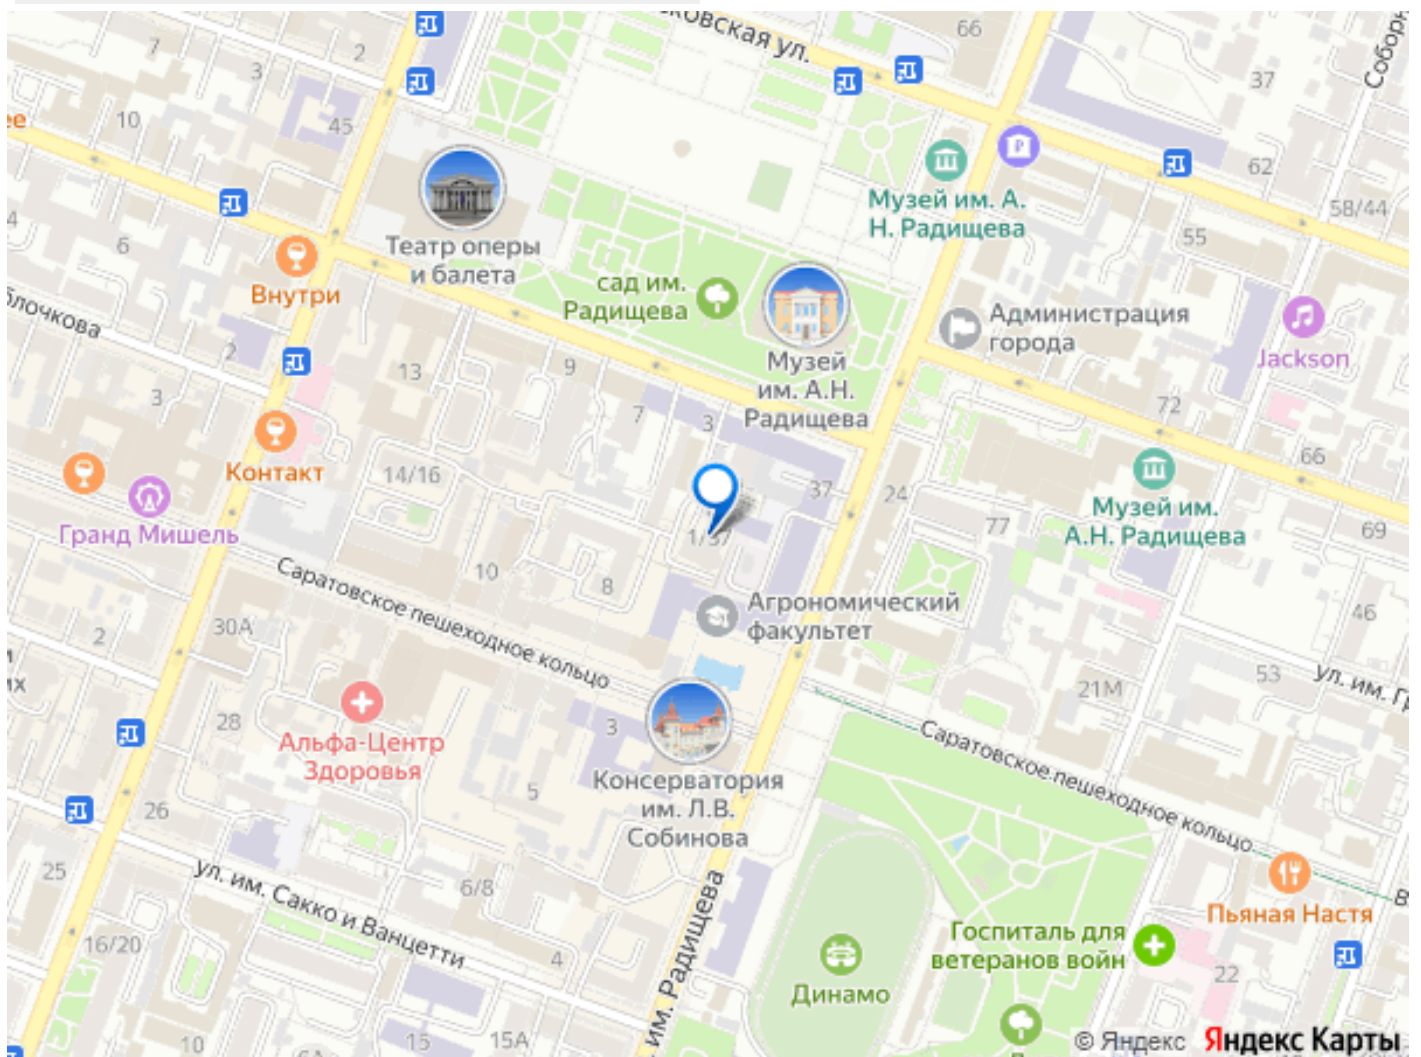 овская ул.
66
7
2
3
10
45
37
Соборн
62
58/44
55
Музей им. А.
Н. Радищева
4
6
Театр оперы
и балета
Внутри
сад им.
Радищева
Администрация
города
Jackson
блочкова
2
13
9
3
7
3
Музей
им. А.Н.
Радищева
72
66
Контакт
14/16
37
24
77
Музей им.
А.Н. Радищева
69
Гранд Мишель
1/37
Саратовское пешеходное кольцо
10
8
Агрономический
факультет
46
2
30А
53
ул. им. Гр
21М
их
28
Альфа-Центр
Здоровья
3
5
Консерватория
им. Л.В.
Собинова
Саратовское пешеходное кольцо
26
25
ул. им. Сакко и Ванцетти
6/8
16/20
4
им. Радищева
Динамо
Госпиталь для
ветеранов войн
Пьяная Настя
22
10
6А
15
15А
© Яндекс Яндекс Карты